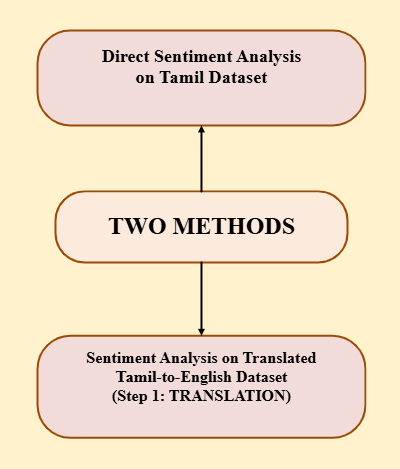 Direct Sentiment Analysis
on Tamil Dataset
TWO METHODS
Sentiment Analysis on Translated
Tamil-to-English Dataset
(Step 1: TRANSLATION)